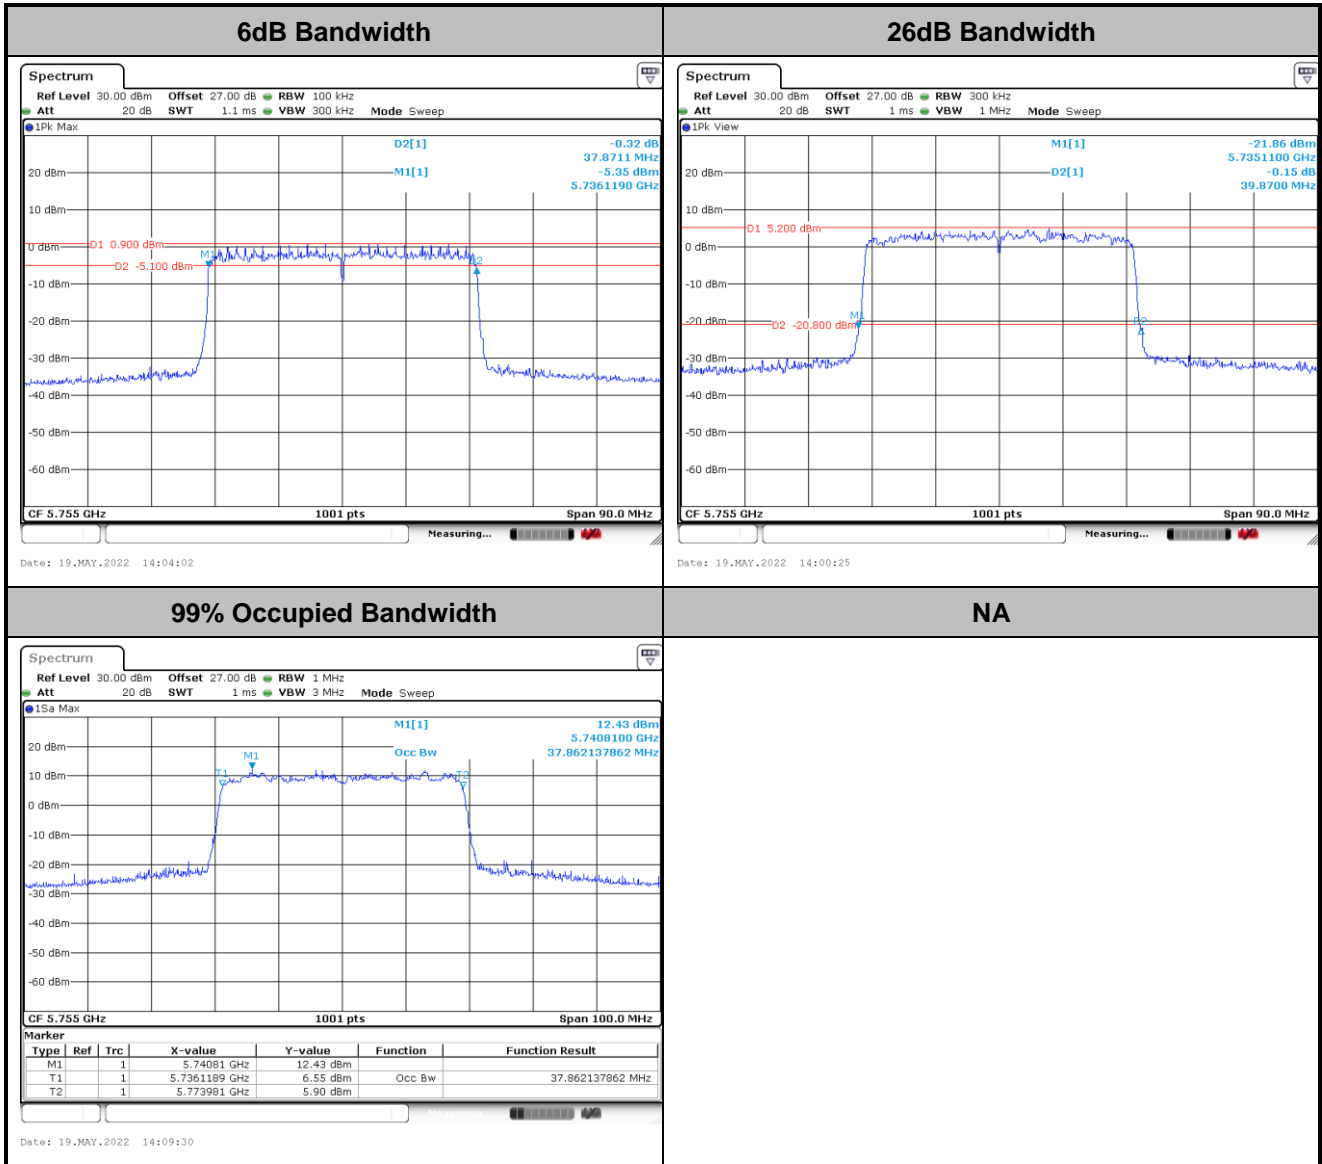 6dB Bandwidth
26dB Bandwidth
Spectrum
Ref Level 30.00 dBm Offset 27.00 dB RBW 100 kHz
Att 20 dB SWT 1.1 ms VBW 300 kHz Mode Sweep
1Pk Max
D2[1] -0.32 dB
37.8711 MHz
M1[1] -5.35 dBm
5.7361190 GHz
20 dBm
10 dBm
0 dBm
D1 0.900 dBm
M1
D2 -5.100 dBm
D2
-10 dBm
-20 dBm
-30 dBm
-40 dBm
-50 dBm
-60 dBm
CF 5.755 GHz 1001 pts Span 90.0 MHz
Measuring...
Date: 19.MAY.2022 14:04:02
Spectrum
Ref Level 30.00 dBm Offset 27.00 dB RBW 300 kHz
Att 20 dB SWT 1 ms VBW 1 MHz Mode Sweep
1Pk View
M1[1] -21.86 dBm
5.7351100 GHz
D2[1] -0.15 dB
39.8700 MHz
20 dBm
10 dBm
D1 5.200 dBm
0 dBm
-10 dBm
-20 dBm
M1
D2 -20.800 dBm
D2
-30 dBm
-40 dBm
-50 dBm
-60 dBm
CF 5.755 GHz 1001 pts Span 90.0 MHz
Measuring...
Date: 19.MAY.2022 14:00:25
99% Occupied Bandwidth
NA
Spectrum
Ref Level 30.00 dBm Offset 27.00 dB RBW 1 MHz
Att 20 dB SWT 1 ms VBW 3 MHz Mode Sweep
1Sa Max
M1[1] 12.43 dBm
5.7408100 GHz
Occ Bw 37.862137862 MHz
20 dBm
M1
T1
T2
10 dBm
0 dBm
-10 dBm
-20 dBm
-30 dBm
-40 dBm
-50 dBm
-60 dBm
CF 5.755 GHz 1001 pts Span 100.0 MHz
Marker
Type Ref Trc X-value Y-value Function Function Result
M1 1 5.74081 GHz 12.43 dBm
T1 1 5.7361189 GHz 6.55 dBm Occ Bw 37.862137862 MHz
T2 1 5.773981 GHz 5.90 dBm
Measuring...
Date: 19.MAY.2022 14:09:30